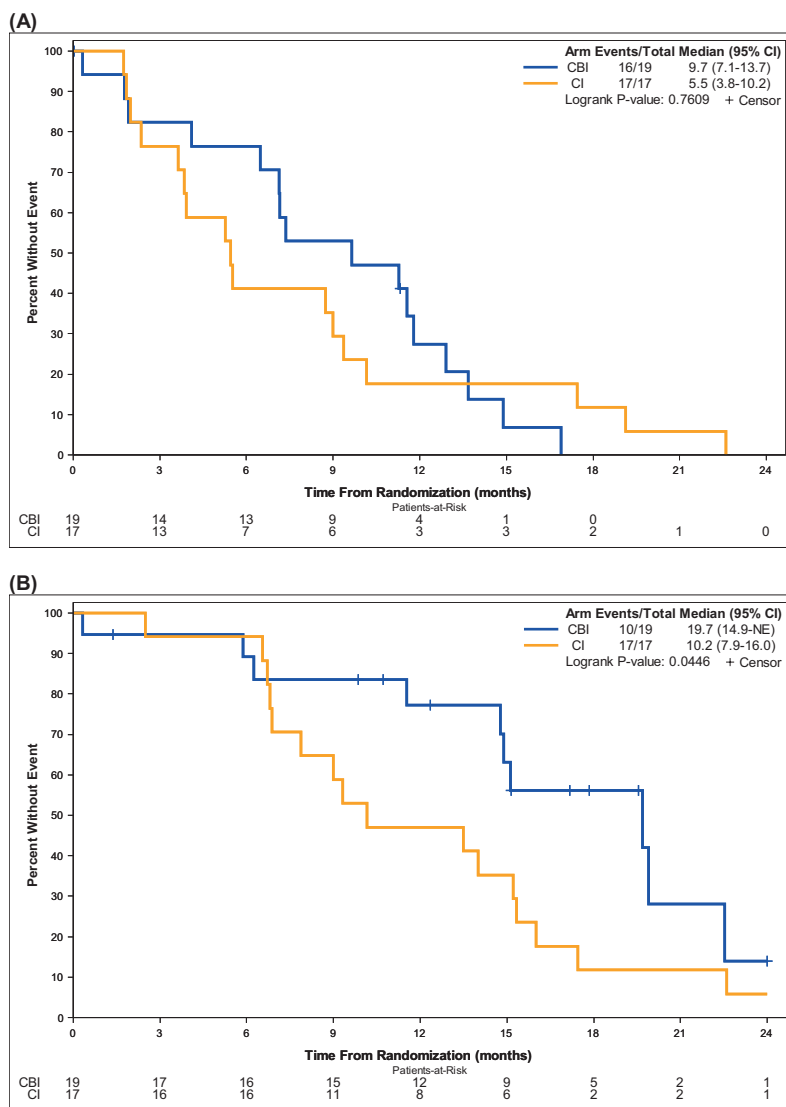 (A)
Arm Events/Total Median (95% CI)
CBI 16/19 9.7 (7.1-13.7)
CI 17/17 5.5 (3.8-10.2)
Logrank P-value: 0.7609 + Censor
Percent Without Event
100
90
80
70
60
50
40
30
20
10
0
0 3 6 9 12 15 18 21 24
Time From Randomization (months)
Patients-at-Risk
CBI 19 14 13 9 4 1 0
CI 17 13 7 6 3 3 2 1 0
(B)
Arm Events/Total Median (95% CI)
CBI 10/19 19.7 (14.9-NE)
CI 17/17 10.2 (7.9-16.0)
Logrank P-value: 0.0446 + Censor
Percent Without Event
100
90
80
70
60
50
40
30
20
10
0
0 3 6 9 12 15 18 21 24
Time From Randomization (months)
Patients-at-Risk
CBI 19 17 16 15 12 9 5 2 1
CI 17 16 16 11 8 6 2 2 1